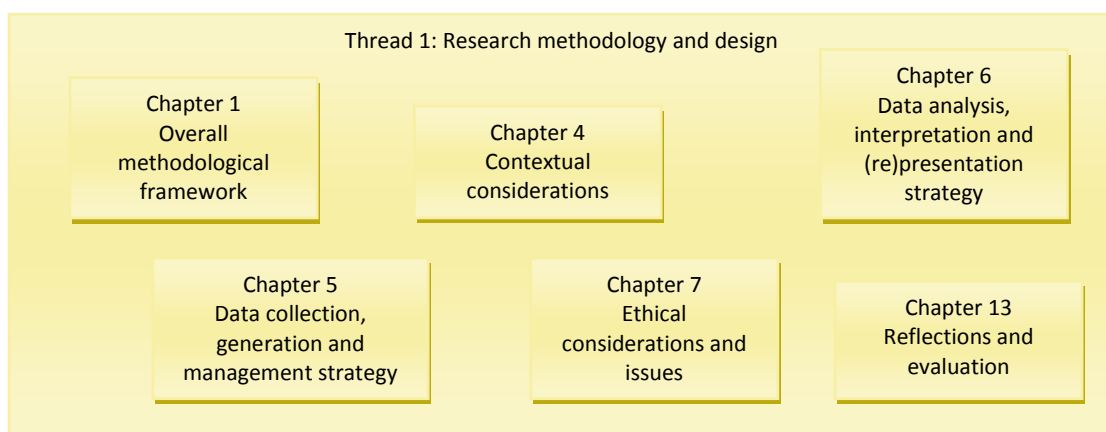 Thread 1: Research methodology and design
Chapter 1
Overall
methodological
framework
Chapter 4
Contextual
considerations
Chapter 6
Data analysis,
interpretation and
(re)presentation
strategy
Chapter 5
Data collection,
generation and
management strategy
Chapter 7
Ethical
considerations and
issues
Chapter 13
Reflections and
evaluation